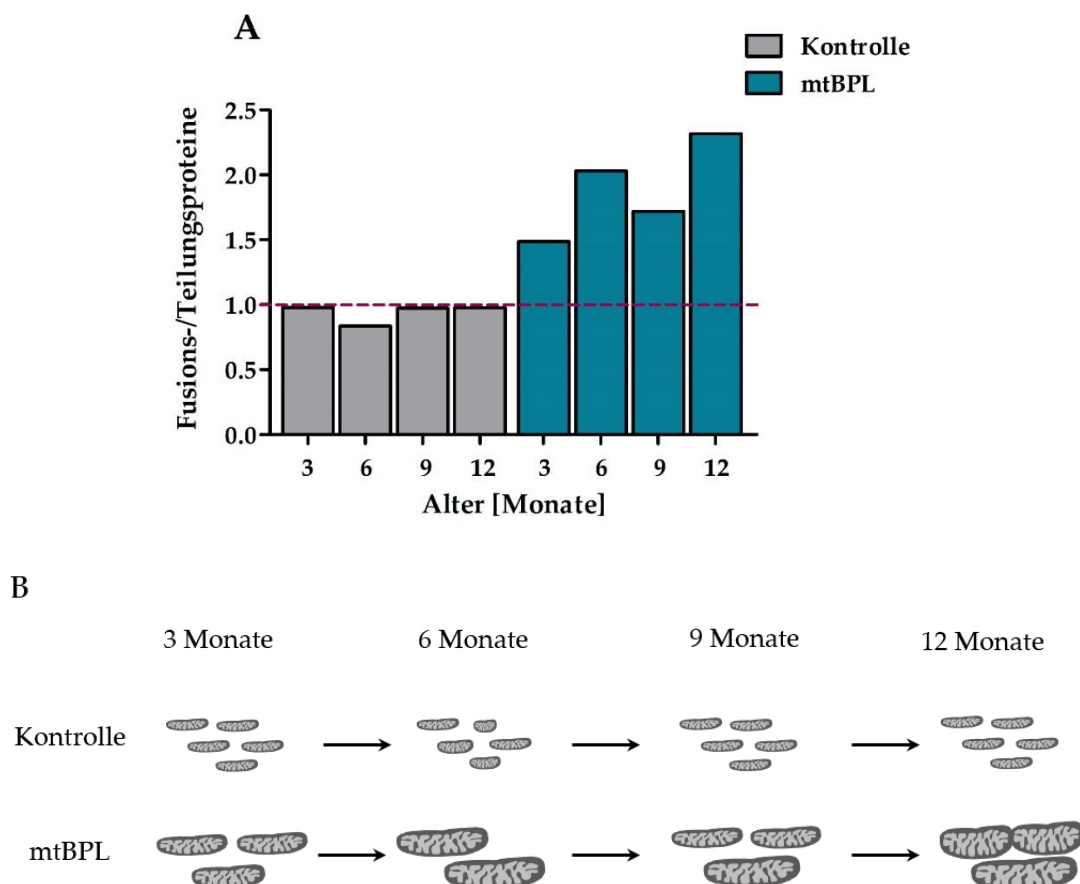 A
Kontrolle
mtBPL
Fusions-/Teilungsproteine
2.5
2.0
1.5
1.0
0.5
0.0
3 6 9 12 3 6 9 12
Alter [Monate]
B
3 Monate 6 Monate 9 Monate 12 Monate
Kontrolle
mtBPL